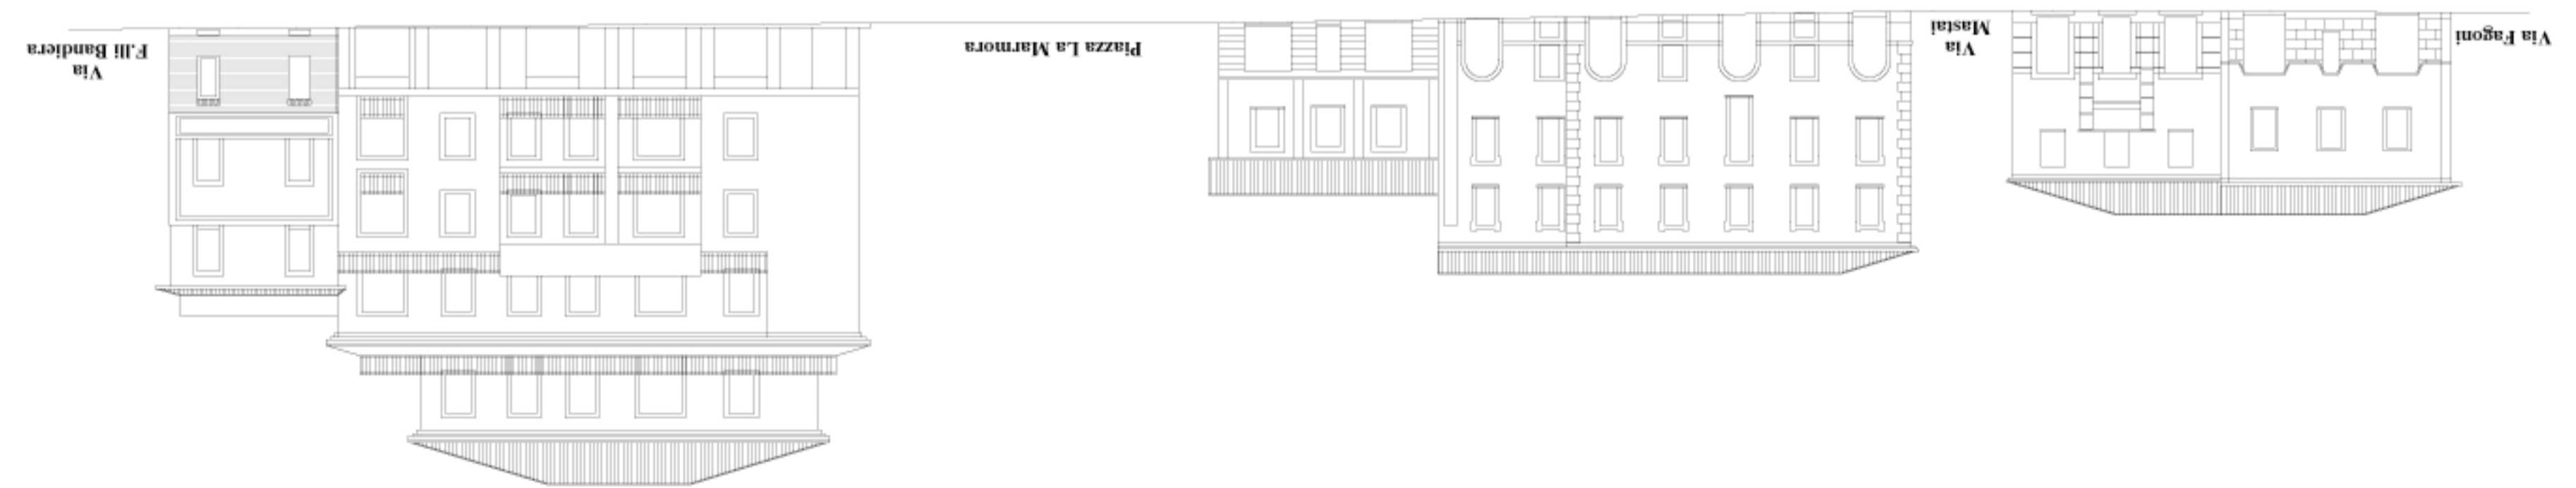 Via Fagoni
Via
Mastai
Piazza La Marmora
Via
F.lli Bandiera